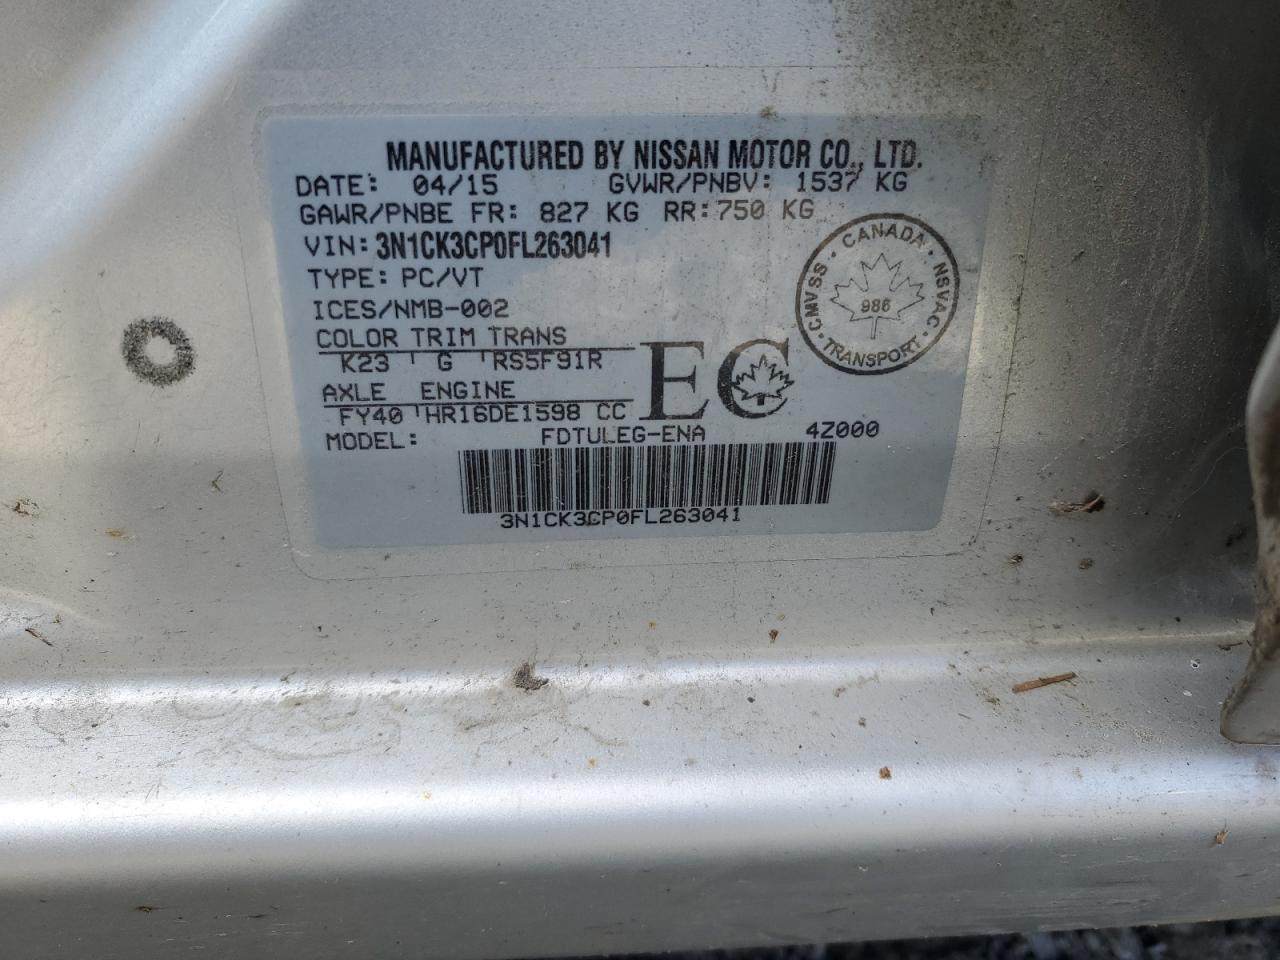 MANUFACTURED BY NISSAN MOTOR CO., LTD.
DATE: 04/15 GVWR/PNBV: 1537 KG
GAWR/PNBE FR: 827 KG RR: 750 KG
VIN: 3N1CK3CP0FL263041
TYPE: PC/VT
ICES/NMB-002
COLOR TRIM TRANS
K23 G RS5F91R
AXLE ENGINE
FY40 HR16DE1598 CC
MODEL: FDTULEG-ENA 4Z000
3N1CK3CP0FL263041
EC
CANADA
CMVSS · NSVAC
986
TRANSPORT